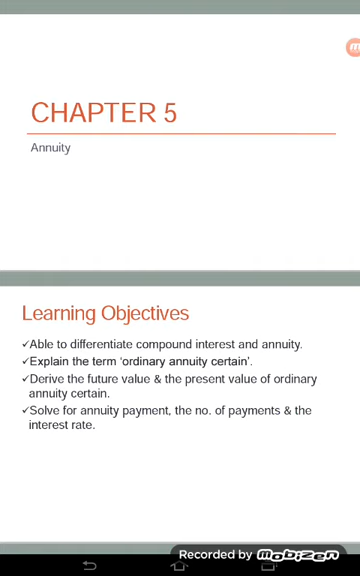 CHAPTER 5
Annuity
Learning Objectives
✓Able to differentiate compound interest and annuity.
✓Explain the term ‘ordinary annuity certain’.
✓Derive the future value & the present value of ordinary
annuity certain.
✓Solve for annuity payment, the no. of payments & the
interest rate.
Recorded by Mobizen